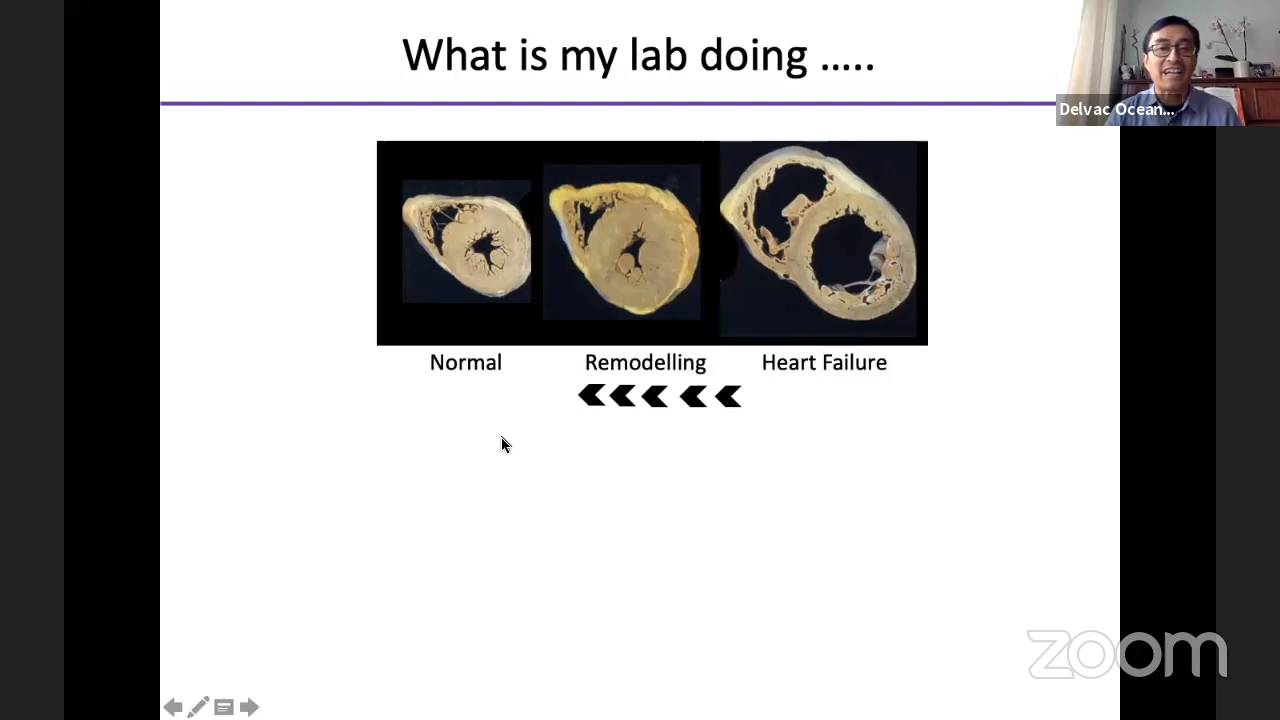 What is my lab doing .....
Delvac Ocean...
Normal
Remodelling
Heart Failure
zoom